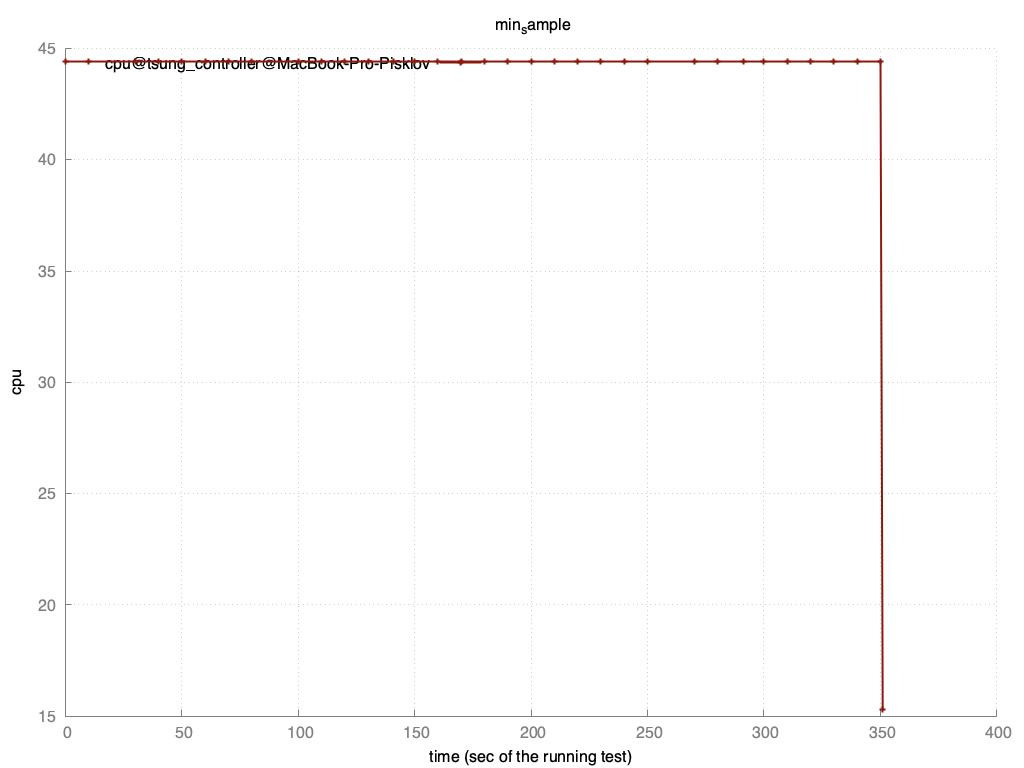 min_sample
45
cpu@tsung_controller@MacBook-Pro-Pisklov
40
35
30
cpu
25
20
15
0 50 100 150 200 250 300 350 400
time (sec of the running test)